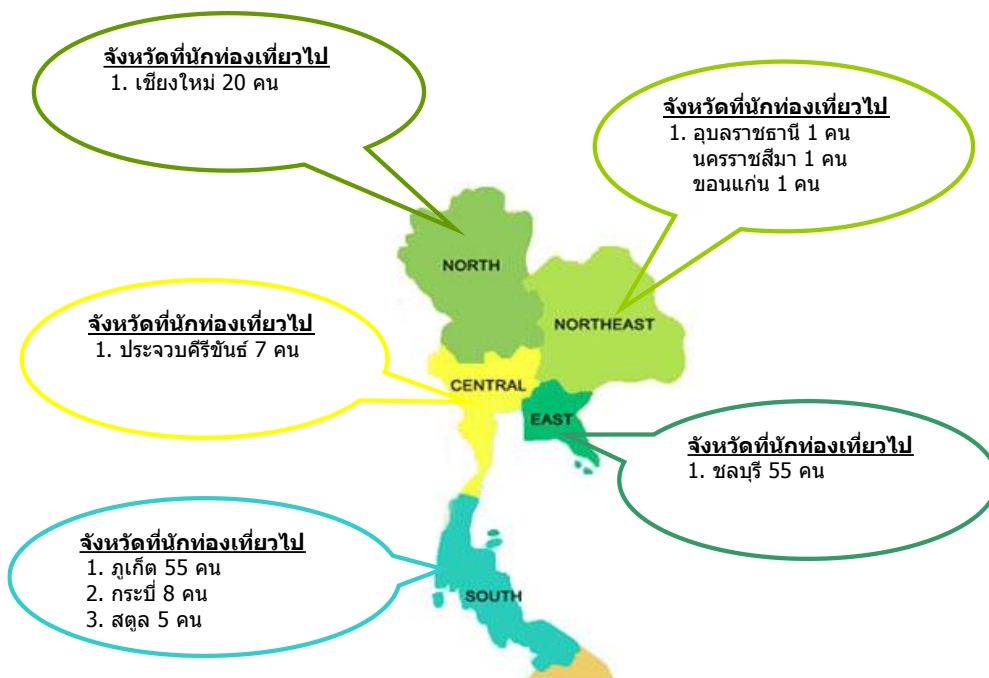 จังหวัดที่นักท่องเที่ยวไป
1. เชียงใหม่ 20 คน
จังหวัดที่นักท่องเที่ยวไป
1. อุบลราชธานี 1 คน
นครราชสีมา 1 คน
ขอนแก่น 1 คน
NORTH
NORTHEAST
จังหวัดที่นักท่องเที่ยวไป
1. ประจวบคีรีขันธ์ 7 คน
CENTRAL
EAST
จังหวัดที่นักท่องเที่ยวไป
1. ชลบุรี 55 คน
จังหวัดที่นักท่องเที่ยวไป
1. ภูเก็ต 55 คน
2. กระบี่ 8 คน
3. สตูล 5 คน
SOUTH